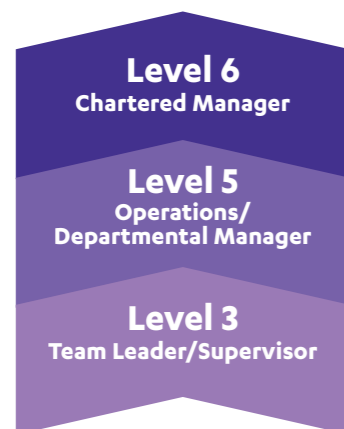 Level 6
Chartered Manager
Level 5
Operations/
Departmental Manager
Level 3
Team Leader/Supervisor